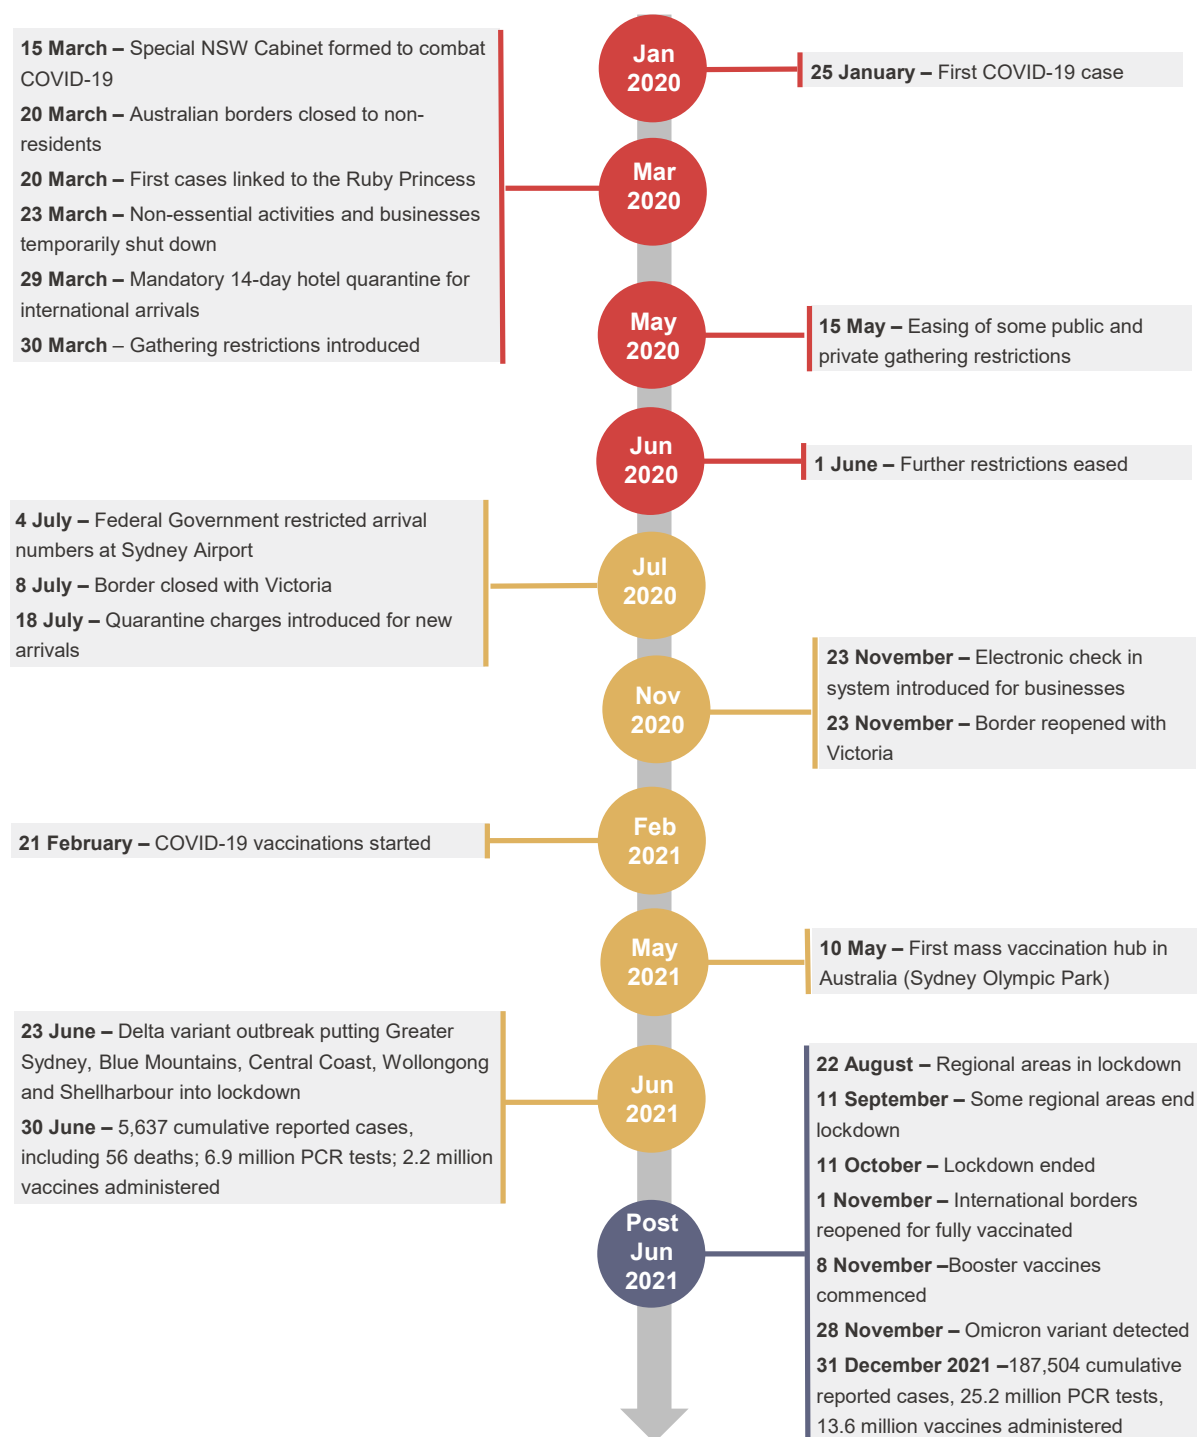 Jan
2020
25 January – First COVID-19 case
15 March – Special NSW Cabinet formed to combat
COVID-19
20 March – Australian borders closed to non-
residents
20 March – First cases linked to the Ruby Princess
23 March – Non-essential activities and businesses
temporarily shut down
29 March – Mandatory 14-day hotel quarantine for
international arrivals
30 March – Gathering restrictions introduced
Mar
2020
May
2020
15 May – Easing of some public and
private gathering restrictions
Jun
2020
1 June – Further restrictions eased
4 July – Federal Government restricted arrival
numbers at Sydney Airport
8 July – Border closed with Victoria
18 July – Quarantine charges introduced for new
arrivals
Jul
2020
Nov
2020
23 November – Electronic check in
system introduced for businesses
23 November – Border reopened with
Victoria
21 February – COVID-19 vaccinations started
Feb
2021
May
2021
10 May – First mass vaccination hub in
Australia (Sydney Olympic Park)
23 June – Delta variant outbreak putting Greater
Sydney, Blue Mountains, Central Coast, Wollongong
and Shellharbour into lockdown
30 June – 5,637 cumulative reported cases,
including 56 deaths; 6.9 million PCR tests; 2.2 million
vaccines administered
Jun
2021
Post
Jun
2021
22 August – Regional areas in lockdown
11 September – Some regional areas end
lockdown
11 October – Lockdown ended
1 November – International borders
reopened for fully vaccinated
8 November –Booster vaccines
commenced
28 November – Omicron variant detected
31 December 2021 –187,504 cumulative
reported cases, 25.2 million PCR tests,
13.6 million vaccines administered